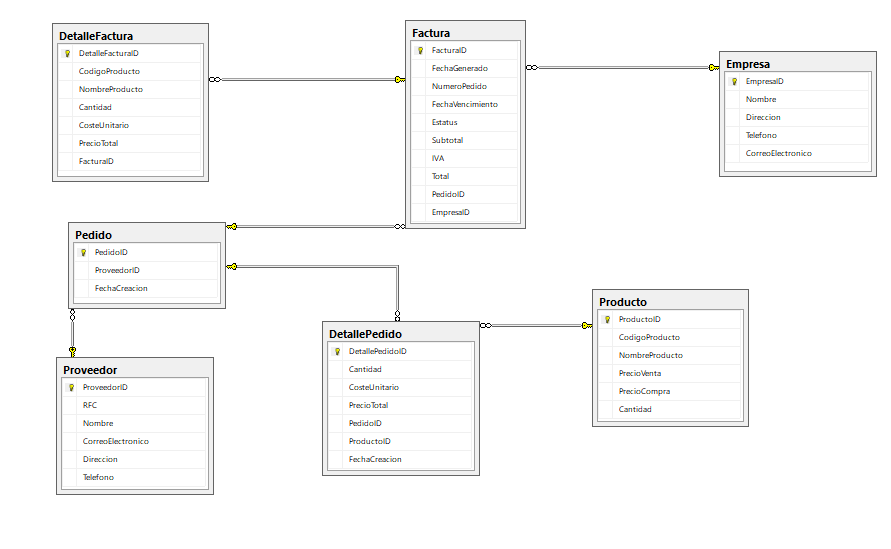 DetalleFactura
DetalleFacturaID
CodigoProducto
NombreProducto
Cantidad
CosteUnitario
PrecioTotal
FacturaID
Factura
FacturaID
FechaGenerado
NumeroPedido
FechaVencimiento
Estatus
Subtotal
IVA
Total
PedidoID
EmpresaID
Empresa
EmpresaID
Nombre
Direccion
Telefono
CorreoElectronico
Pedido
PedidoID
ProveedorID
FechaCreacion
Proveedor
ProveedorID
RFC
Nombre
CorreoElectronico
Direccion
Telefono
DetallePedido
DetallePedidoID
Cantidad
CosteUnitario
PrecioTotal
PedidoID
ProductoID
FechaCreacion
Producto
ProductoID
CodigoProducto
NombreProducto
PrecioVenta
PrecioCompra
Cantidad